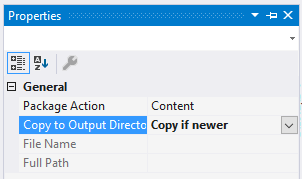 Properties
General
Package Action Content
Copy to Output Directo Copy if newer
File Name
Full Path